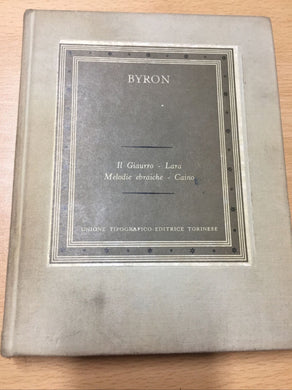 BYRON
Il Giaurro - Lara
Melodie ebraiche - Caino
UNIONE TIPOGRAFICO-EDITRICE TORINESE